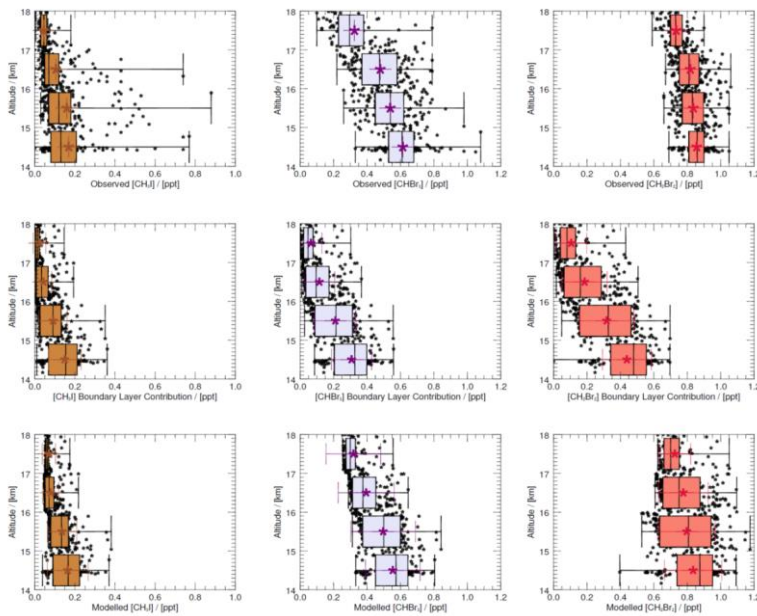 Altitude / [km]
18
17
16
15
14
0.0 0.2 0.4 0.6 0.8 1.0
Observed [CH₃I] / [ppt]
Altitude / [km]
18
17
16
15
14
0.0 0.2 0.4 0.6 0.8 1.0 1.2
Observed [CHBr₃] / [ppt]
Altitude / [km]
18
17
16
15
14
0.0 0.2 0.4 0.6 0.8 1.0 1.2
Observed [CH₂Br₂] / [ppt]
Altitude / [km]
18
17
16
15
14
0.0 0.2 0.4 0.6 0.8 1.0
[CH₃I] Boundary Layer Contribution / [ppt]
Altitude / [km]
18
17
16
15
14
0.0 0.2 0.4 0.6 0.8 1.0 1.2
[CHBr₃] Boundary Layer Contribution / [ppt]
Altitude / [km]
18
17
16
15
14
0.0 0.2 0.4 0.6 0.8 1.0 1.2
[CH₂Br₂] Boundary Layer Contribution / [ppt]
Altitude / [km]
18
17
16
15
14
0.0 0.2 0.4 0.6 0.8 1.0
Modelled [CH₃I] / [ppt]
Altitude / [km]
18
17
16
15
14
0.0 0.2 0.4 0.6 0.8 1.0 1.2
Modelled [CHBr₃] / [ppt]
Altitude / [km]
18
17
16
15
14
0.0 0.2 0.4 0.6 0.8 1.0 1.2
Modelled [CH₂Br₂] / [ppt]